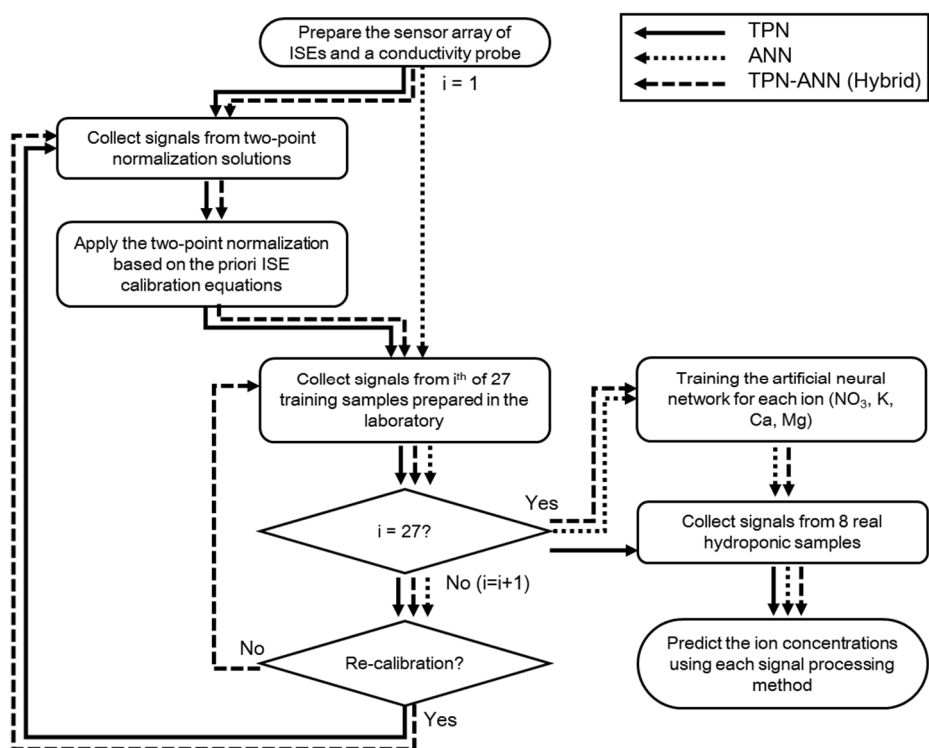 Prepare the sensor array of
ISEs and a conductivity probe
TPN
ANN
TPN-ANN (Hybrid)
i = 1
Collect signals from two-point
normalization solutions
Apply the two-point normalization
based on the priori ISE
calibration equations
Collect signals from iᵗʰ of 27
training samples prepared in the
laboratory
Training the artificial neural
network for each ion (NO₃, K,
Ca, Mg)
Yes
i = 27?
Collect signals from 8 real
hydroponic samples
No (i=i+1)
No
Re-calibration?
Predict the ion concentrations
using each signal processing
method
Yes